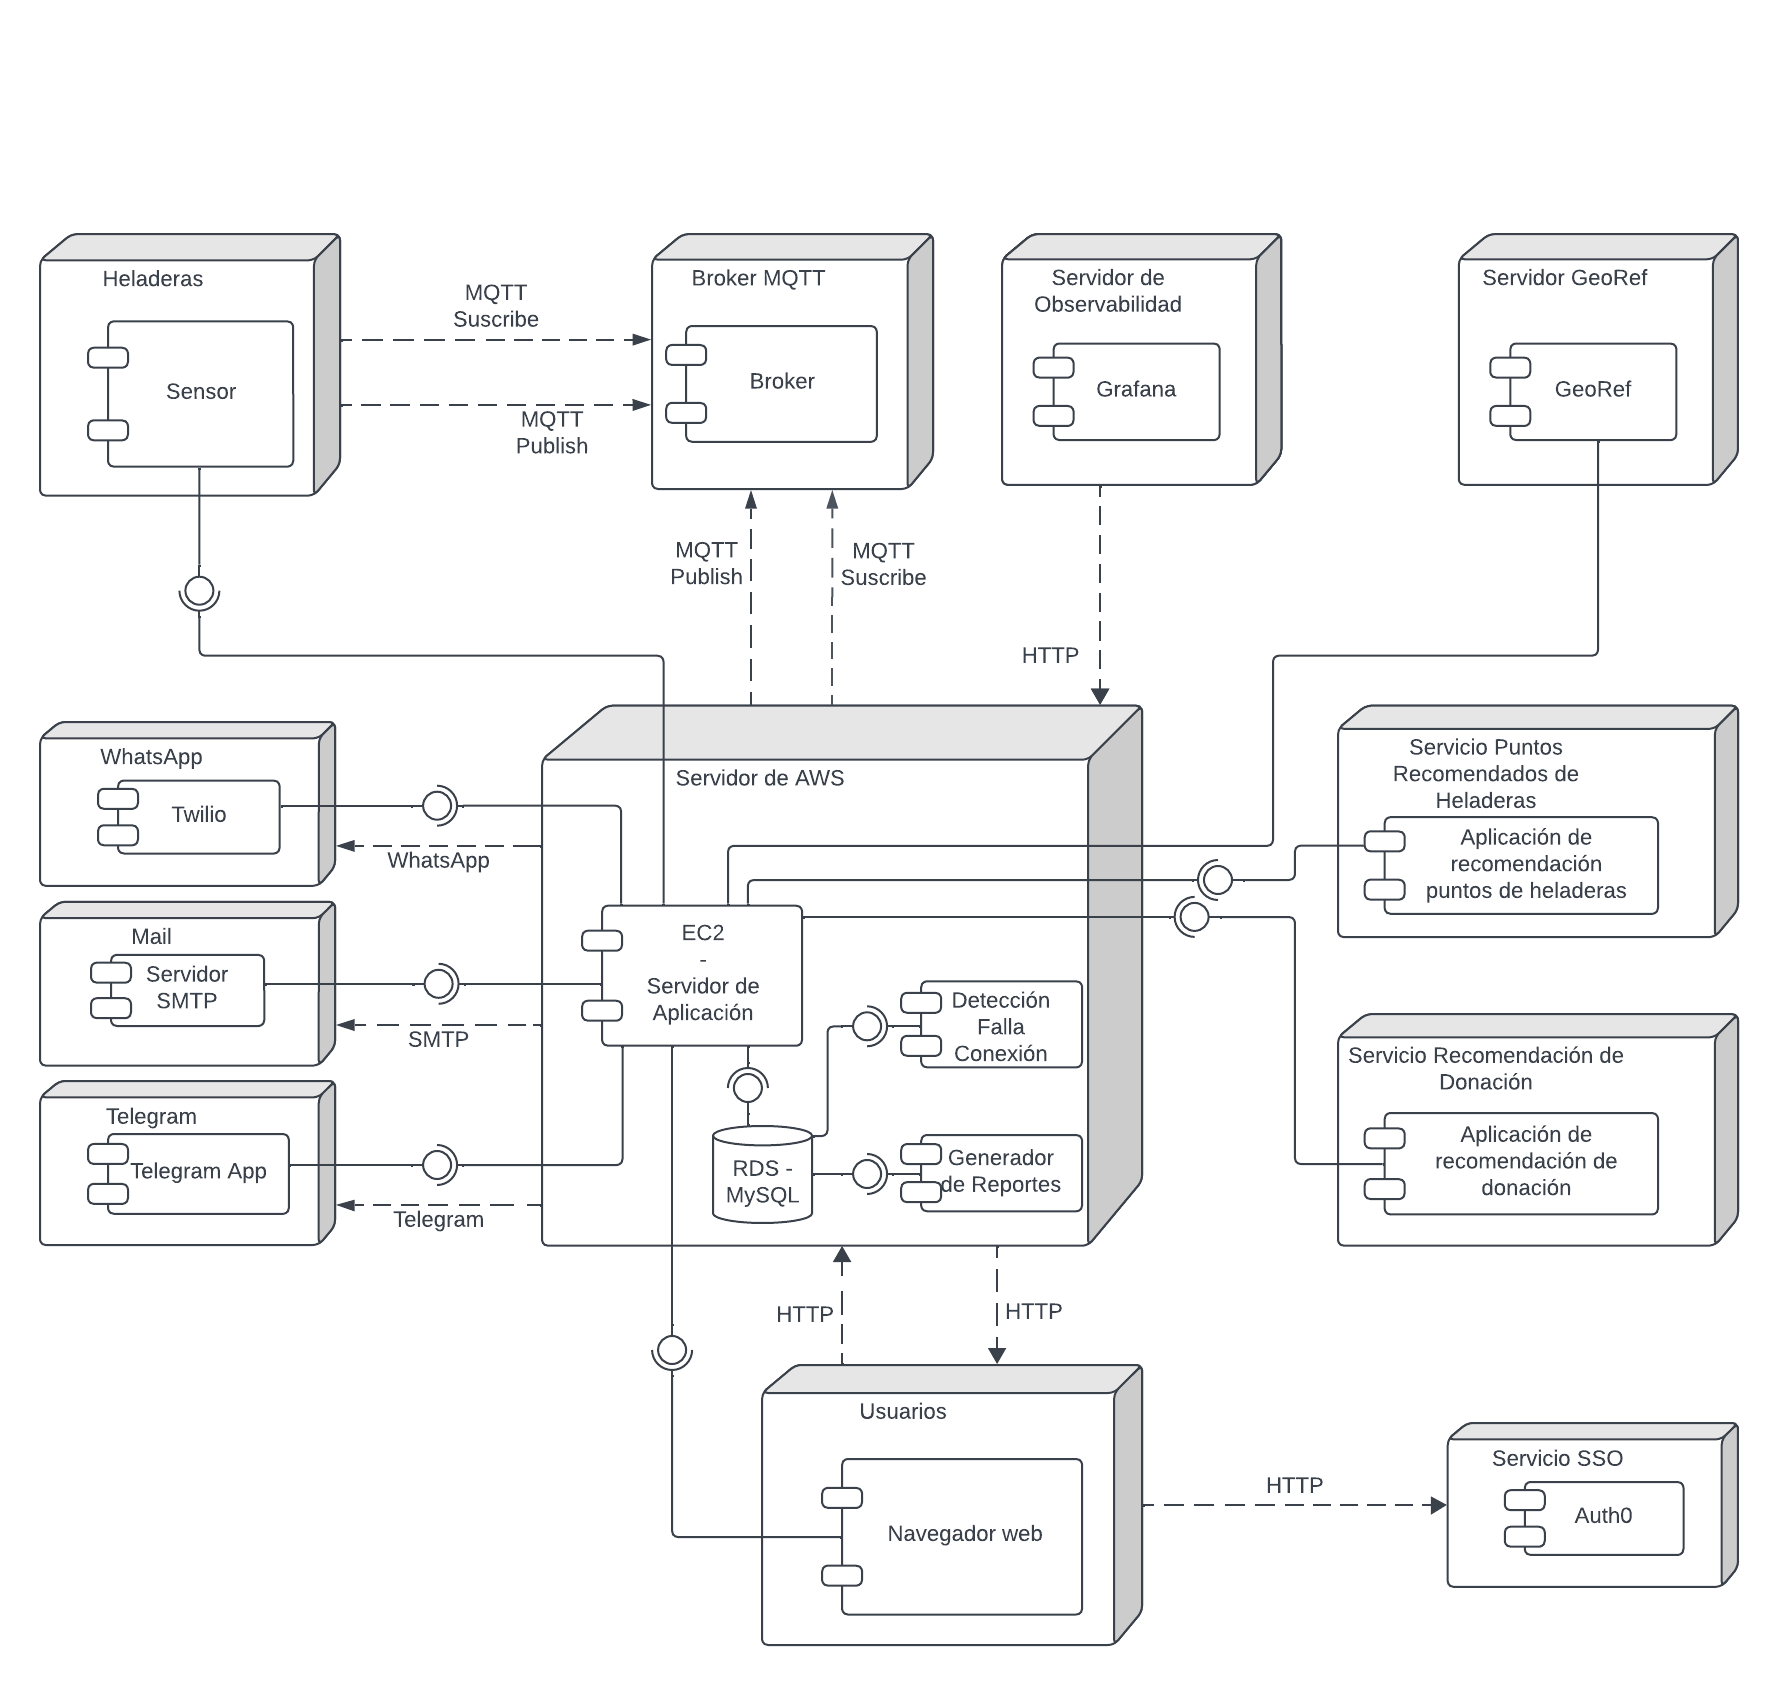 Heladeras
Sensor
MQTT
Suscribe
MQTT
Publish
Broker MQTT
Broker
Servidor de
Observabilidad
Grafana
Servidor GeoRef
GeoRef
MQTT
Publish
MQTT
Suscribe
HTTP
WhatsApp
Twilio
WhatsApp
Mail
Servidor
SMTP
SMTP
Telegram
Telegram App
Telegram
Servidor de AWS
EC2
-
Servidor de
Aplicación
Detección
Falla
Conexión
RDS -
MySQL
Generador
de Reportes
Servicio Puntos
Recomendados de
Heladeras
Aplicación de
recomendación
puntos de heladeras
Servicio Recomendación de
Donación
Aplicación de
recomendación de
donación
HTTP
HTTP
Usuarios
Navegador web
HTTP
Servicio SSO
Auth0